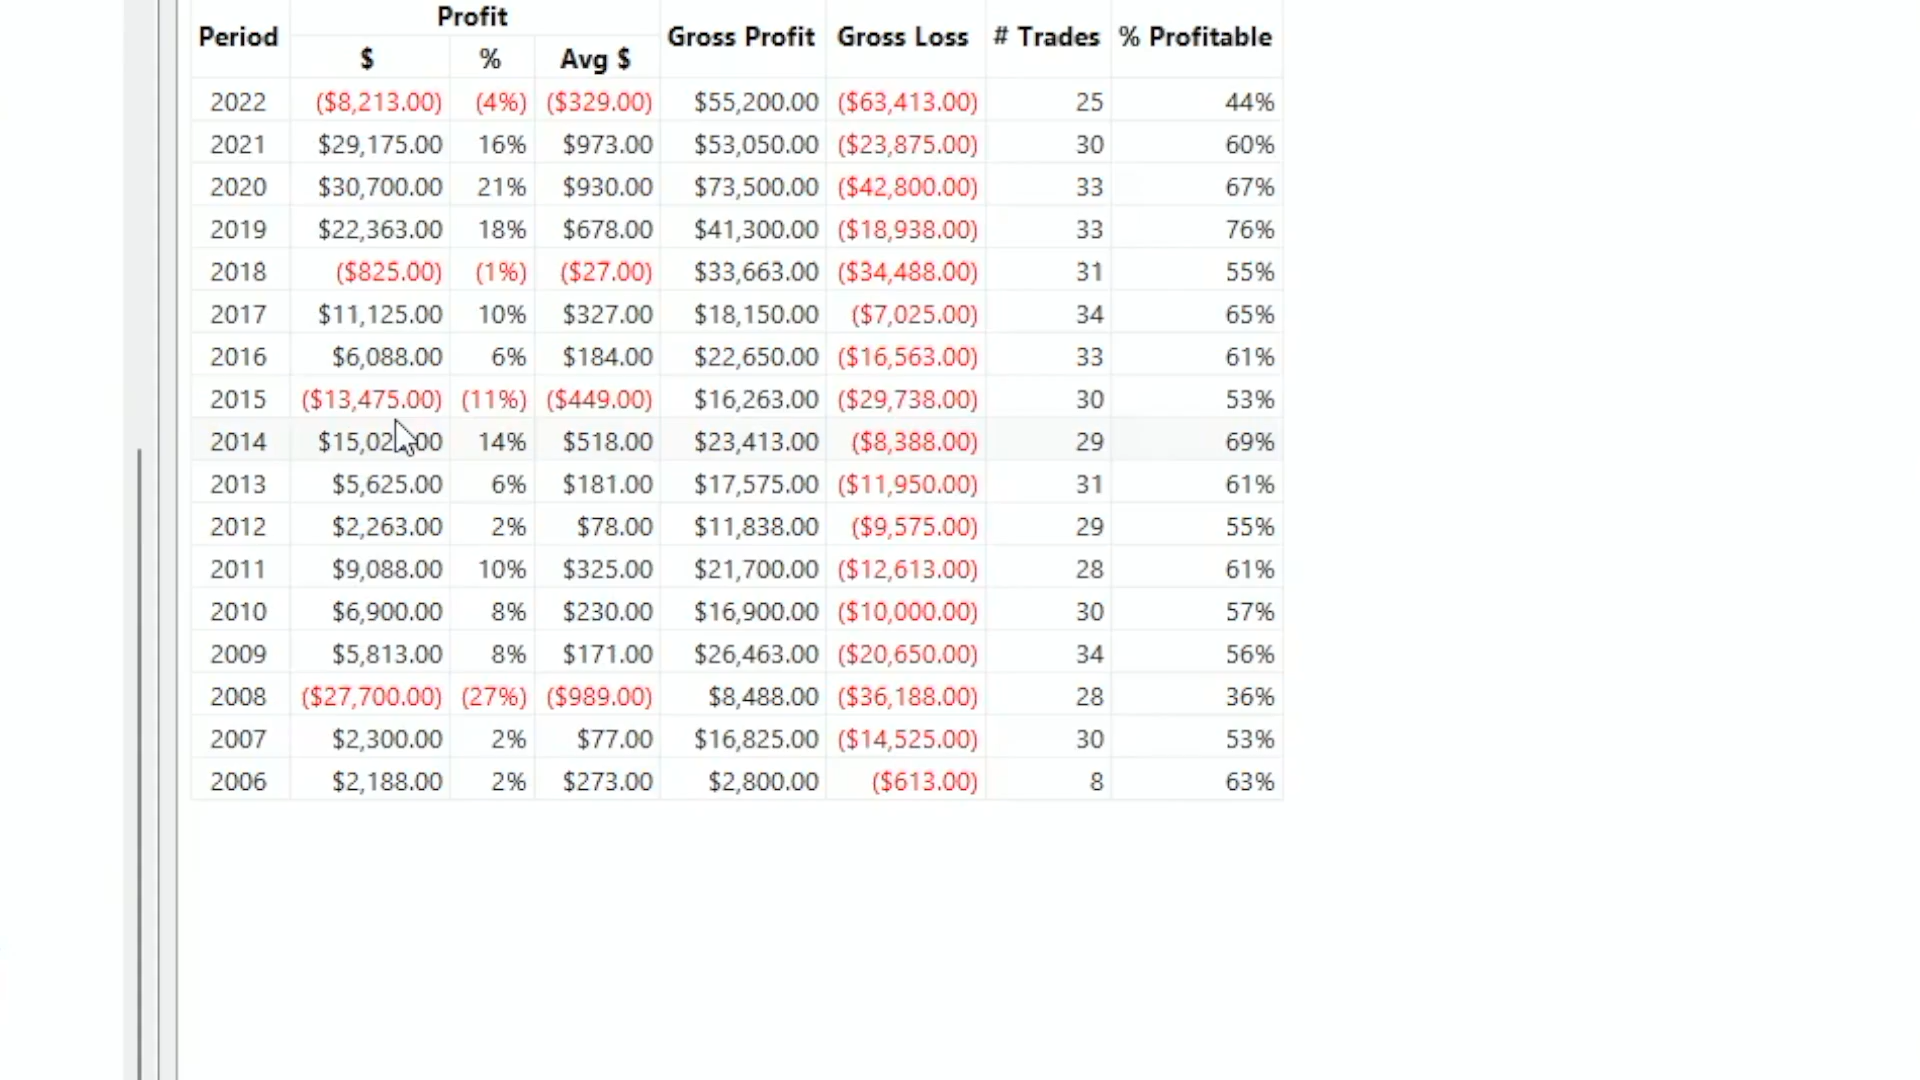 Period Profit Gross Profit Gross Loss # Trades % Profitable
$ % Avg $
2022 ($8,213.00) (4%) ($329.00) $55,200.00 ($63,413.00) 25 44%
2021 $29,175.00 16% $973.00 $53,050.00 ($23,875.00) 30 60%
2020 $30,700.00 21% $930.00 $73,500.00 ($42,800.00) 33 67%
2019 $22,363.00 18% $678.00 $41,300.00 ($18,938.00) 33 76%
2018 ($825.00) (1%) ($27.00) $33,663.00 ($34,488.00) 31 55%
2017 $11,125.00 10% $327.00 $18,150.00 ($7,025.00) 34 65%
2016 $6,088.00 6% $184.00 $22,650.00 ($16,563.00) 33 61%
2015 ($13,475.00) (11%) ($449.00) $16,263.00 ($29,738.00) 30 53%
2014 14% $518.00 $23,413.00 ($8,388.00) 29 69%
2013 $5,625.00 6% $181.00 $17,575.00 ($11,950.00) 31 61%
2012 $2,263.00 2% $78.00 $11,838.00 ($9,575.00) 29 55%
2011 $9,088.00 10% $325.00 $21,700.00 ($12,613.00) 28 61%
2010 $6,900.00 8% $230.00 $16,900.00 ($10,000.00) 30 57%
2009 $5,813.00 8% $171.00 $26,463.00 ($20,650.00) 34 56%
2008 ($27,700.00) (27%) ($989.00) $8,488.00 ($36,188.00) 28 36%
2007 $2,300.00 2% $77.00 $16,825.00 ($14,525.00) 30 53%
2006 $2,188.00 2% $273.00 $2,800.00 ($613.00) 8 63%